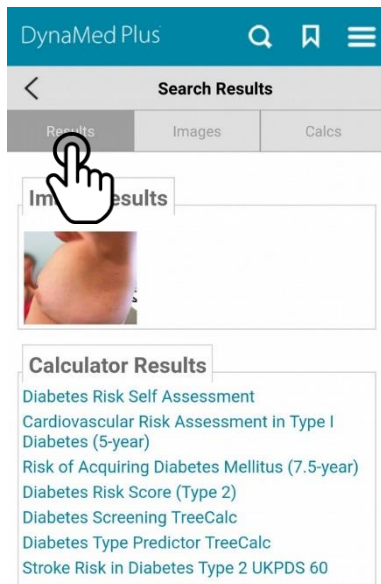 DynaMed Plus
Search Results
Results Images Calcs
Calculator Results
Diabetes Risk Self Assessment
Cardiovascular Risk Assessment in Type I
Diabetes (5-year)
Risk of Acquiring Diabetes Mellitus (7.5-year)
Diabetes Risk Score (Type 2)
Diabetes Screening TreeCalc
Diabetes Type Predictor TreeCalc
Stroke Risk in Diabetes Type 2 UKPDS 60